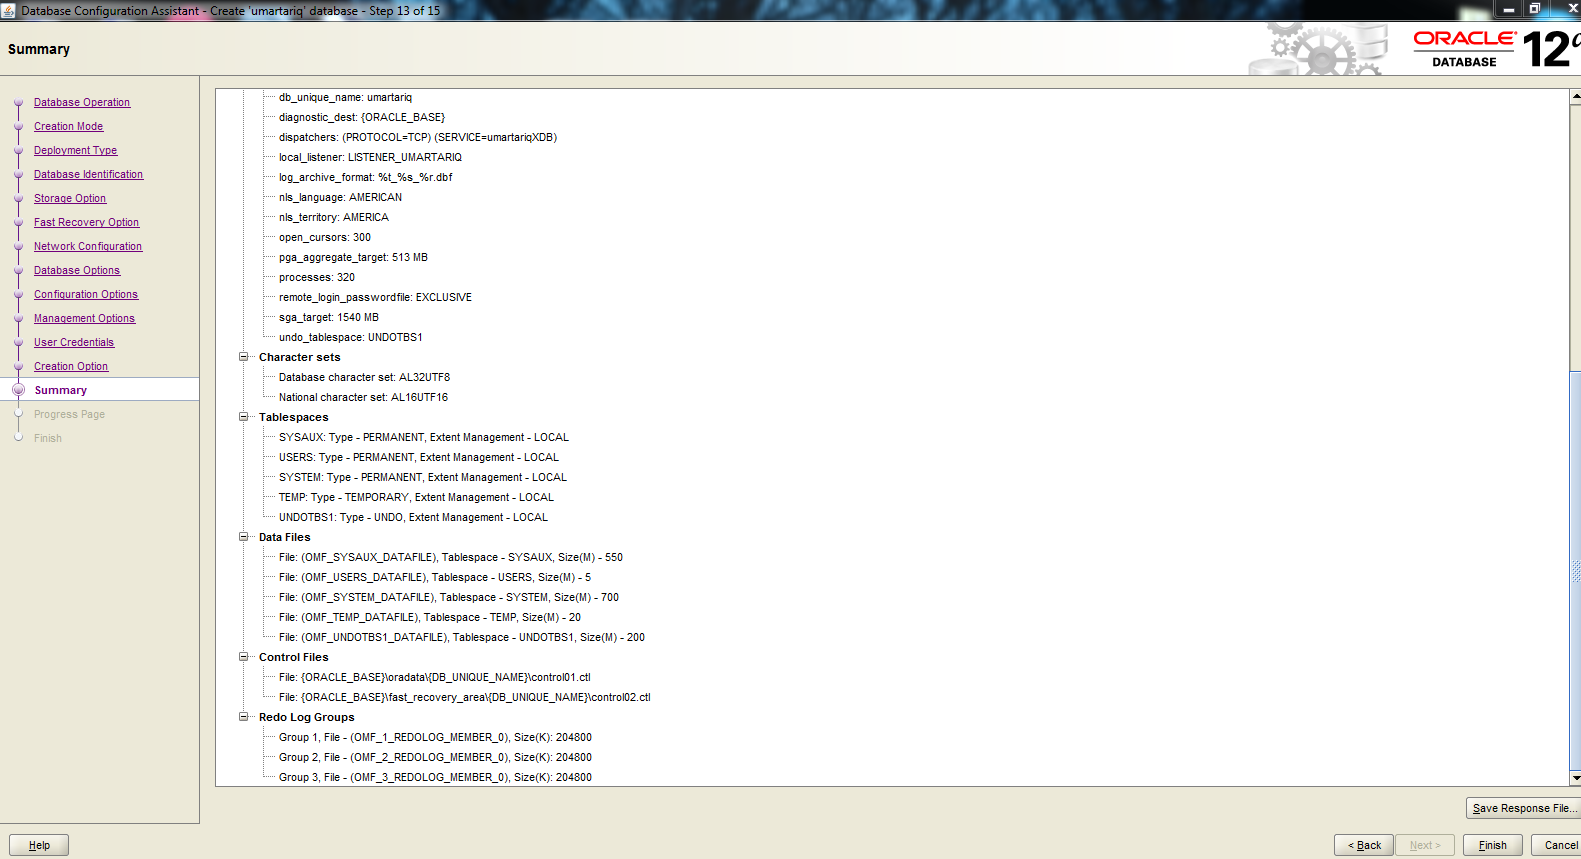 Database Configuration Assistant - Create 'umartariq' database - Step 13 of 15
Summary
ORACLE
DATABASE
12c
Database Operation
Creation Mode
Deployment Type
Database Identification
Storage Option
Fast Recovery Option
Network Configuration
Database Options
Configuration Options
Management Options
User Credentials
Creation Option
Summary
Progress Page
Finish
db_unique_name: umartariq
diagnostic_dest: {ORACLE_BASE}
dispatchers: (PROTOCOL=TCP) (SERVICE=umartariqXDB)
local_listener: LISTENER_UMARTARIQ
log_archive_format: %t_%s_%r.dbf
nls_language: AMERICAN
nls_territory: AMERICA
open_cursors: 300
pga_aggregate_target: 513 MB
processes: 320
remote_login_passwordfile: EXCLUSIVE
sga_target: 1540 MB
undo_tablespace: UNDOTBS1
Character sets
Database character set: AL32UTF8
National character set: AL16UTF16
Tablespaces
SYSAUX: Type - PERMANENT, Extent Management - LOCAL
USERS: Type - PERMANENT, Extent Management - LOCAL
SYSTEM: Type - PERMANENT, Extent Management - LOCAL
TEMP: Type - TEMPORARY, Extent Management - LOCAL
UNDOTBS1: Type - UNDO, Extent Management - LOCAL
Data Files
File: (OMF_SYSAUX_DATAFILE), Tablespace - SYSAUX, Size(M) - 550
File: (OMF_USERS_DATAFILE), Tablespace - USERS, Size(M) - 5
File: (OMF_SYSTEM_DATAFILE), Tablespace - SYSTEM, Size(M) - 700
File: (OMF_TEMP_DATAFILE), Tablespace - TEMP, Size(M) - 20
File: (OMF_UNDOTBS1_DATAFILE), Tablespace - UNDOTBS1, Size(M) - 200
Control Files
File: {ORACLE_BASE}\oradata\{DB_UNIQUE_NAME}\control01.ctl
File: {ORACLE_BASE}\fast_recovery_area\{DB_UNIQUE_NAME}\control02.ctl
Redo Log Groups
Group 1, File - (OMF_1_REDOLOG_MEMBER_0), Size(K): 204800
Group 2, File - (OMF_2_REDOLOG_MEMBER_0), Size(K): 204800
Group 3, File - (OMF_3_REDOLOG_MEMBER_0), Size(K): 204800
Save Response File...
Help
< Back
Next >
Finish
Cancel